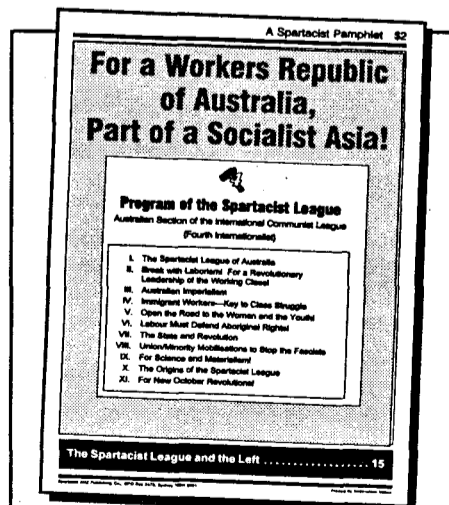 A Spartacist Pamphlet $2
For a Workers Republic
of Australia,
Part of a Socialist Asia!
Program of the Spartacist League
Australian Section of the International Communist League
(Fourth Internationalist)
I. The Spartacist League of Australia
II. Break with Laborism! For a Revolutionary
Leadership of the Working Class!
III. Australian Imperialism
IV. Immigrant Workers—Key to Class Struggle
V. Open the Road to the Women and the Youth!
VI. Labour Must Defend Aboriginal Rights!
VII. The State and Revolution
VIII. Union/Minority Mobilisations to Stop the Fascists
IX. For Science and Materialism!
X. The Origins of the Spartacist League
XI. For New October Revolutions!
The Spartacist League and the Left ................... 15